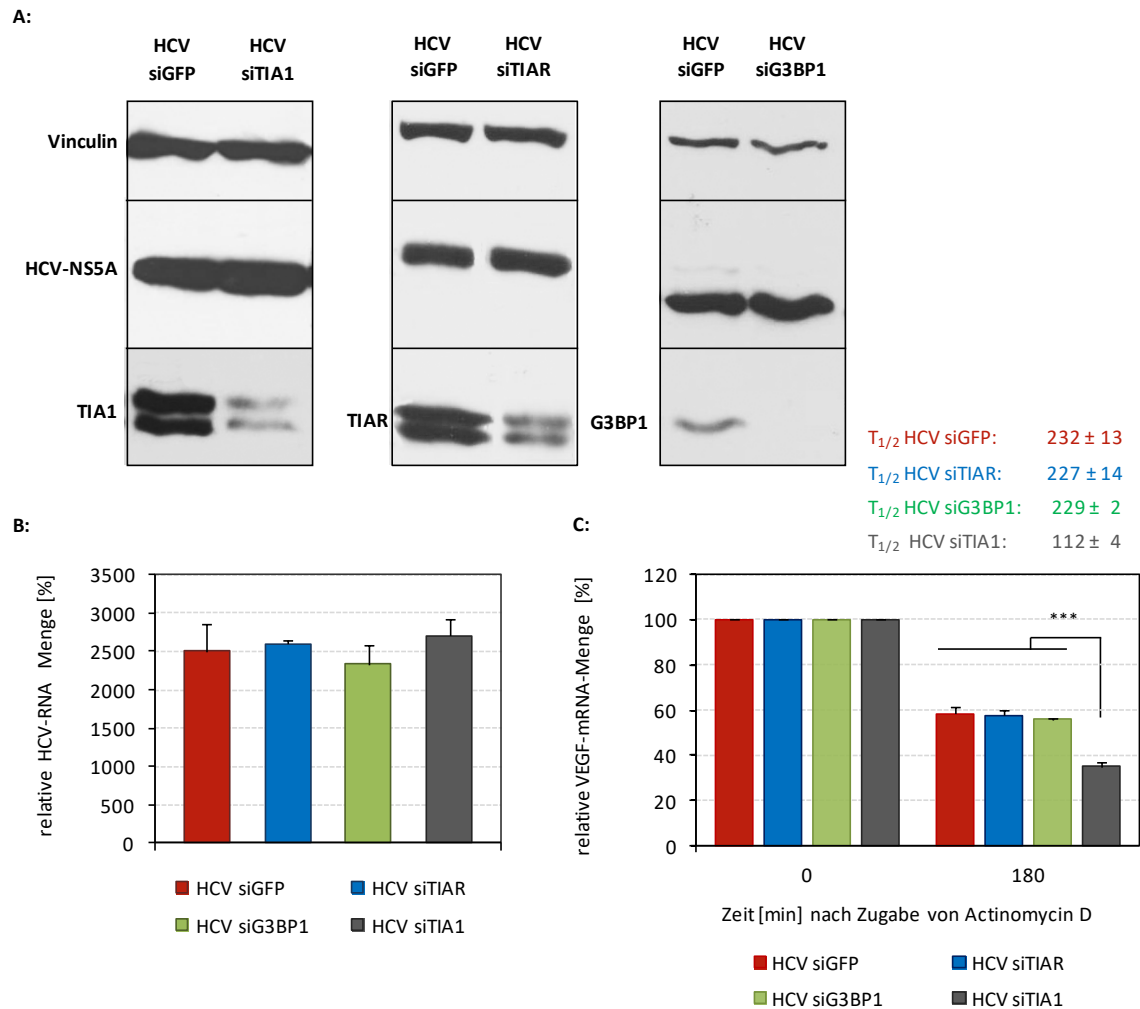 A:
HCV HCV HCV HCV HCV HCV
siGFP siTIA1 siGFP siTIAR siGFP siG3BP1
Vinculin
HCV-NS5A
TIA1 TIAR G3BP1
T1/2 HCV siGFP: 232 ± 13
T1/2 HCV siTIAR: 227 ± 14
T1/2 HCV siG3BP1: 229 ± 2
T1/2 HCV siTIA1: 112 ± 4
B:
relative HCV-RNA Menge [%]
3500
3000
2500
2000
1500
1000
500
0
HCV siGFP HCV siTIAR
HCV siG3BP1 HCV siTIA1
C:
relative VEGF-mRNA-Menge [%]
120
100
80
60
40
20
0
***
0 180
Zeit [min] nach Zugabe von Actinomycin D
HCV siGFP HCV siTIAR
HCV siG3BP1 HCV siTIA1